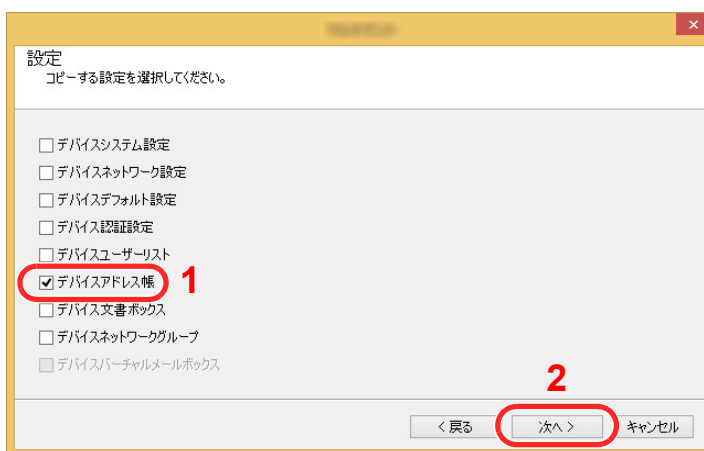 設定
コピーする設定を選択してください。
デバイスシステム設定
デバイスネットワーク設定
デバイスデフォルト設定
デバイス認証設定
デバイスユーザーリスト
デバイスアドレス帳 1
デバイス文書ボックス
デバイスネットワークグループ
デバイスバーチャルメールボックス
2
< 戻る 次へ > キャンセル